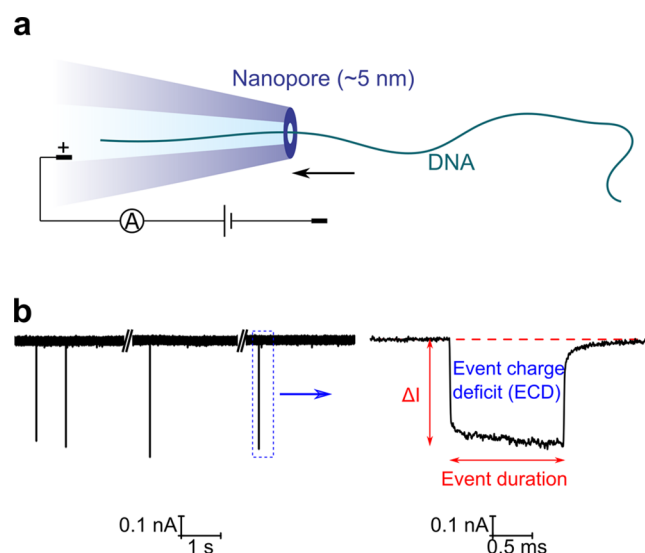 a
Nanopore (~5 nm)
+
DNA
A
b
Event charge
deficit (ECD)
ΔI
Event duration
0.1 nA
1 s
0.1 nA
0.5 ms